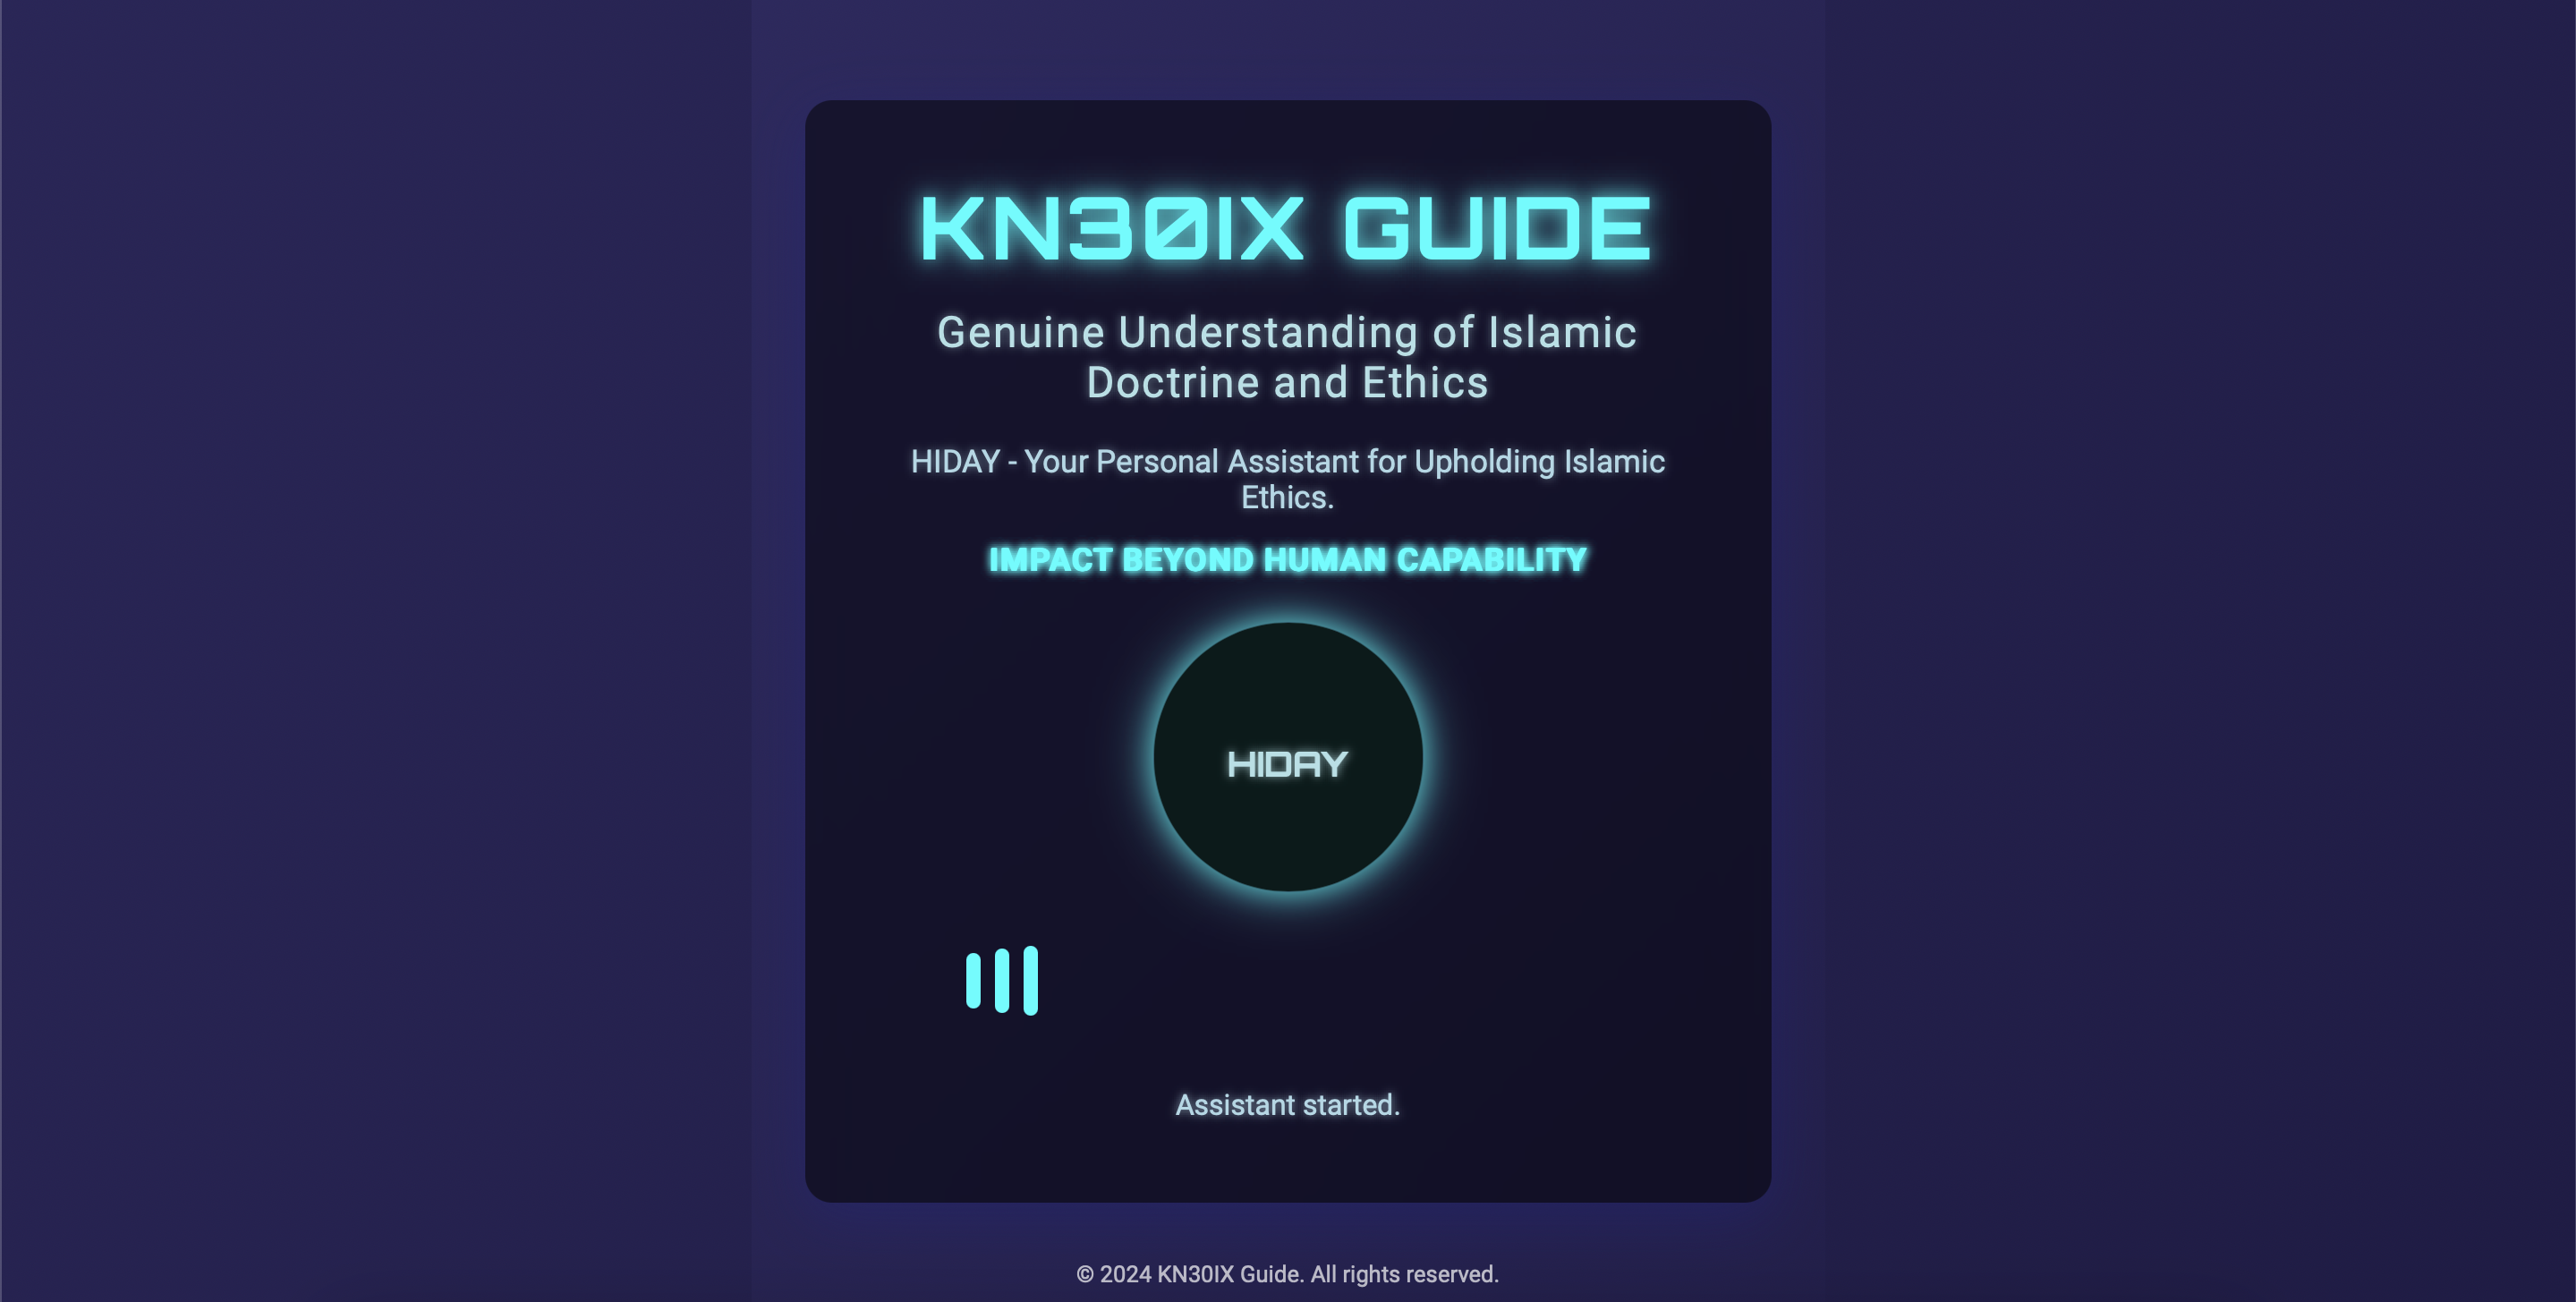 KN30IX GUIDE
Genuine Understanding of Islamic
Doctrine and Ethics
HIDAY - Your Personal Assistant for Upholding Islamic
Ethics.
IMPACT BEYOND HUMAN CAPABILITY
HIDAY
Assistant started.
© 2024 KN30IX Guide. All rights reserved.